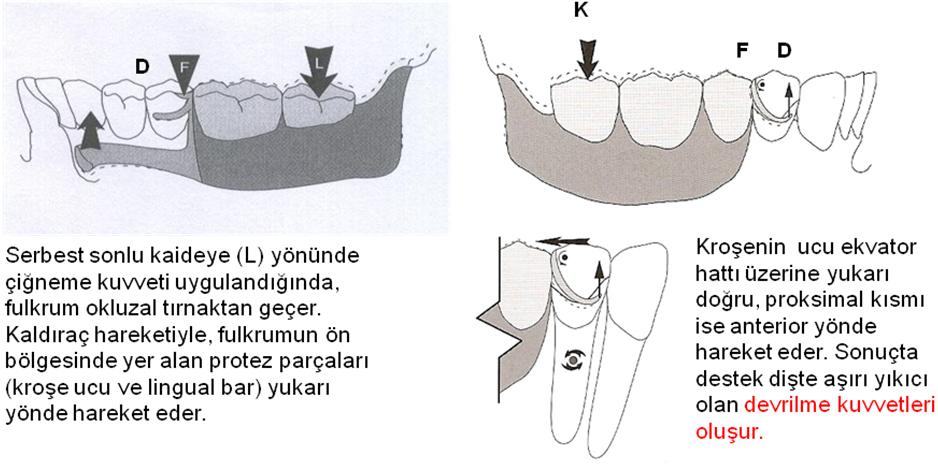 D
F
L
K
F
D
Serbest sonlu kaideye (L) yönünde
çiğneme kuvveti uygulandığında,
fulkrum okluzal tırnaktan geçer.
Kaldıraç hareketiyle, fulkrumun ön
bölgesinde yer alan protez parçaları
(kroşe ucu ve lingual bar) yukarı
yönde hareket eder.
Kroşenin ucu ekvator
hattı üzerine yukarı
doğru, proksimal kısmı
ise anterior yönde
hareket eder. Sonuçta
destek dişte aşırı yıkıcı
olan devrilme kuvvetleri
oluşur.